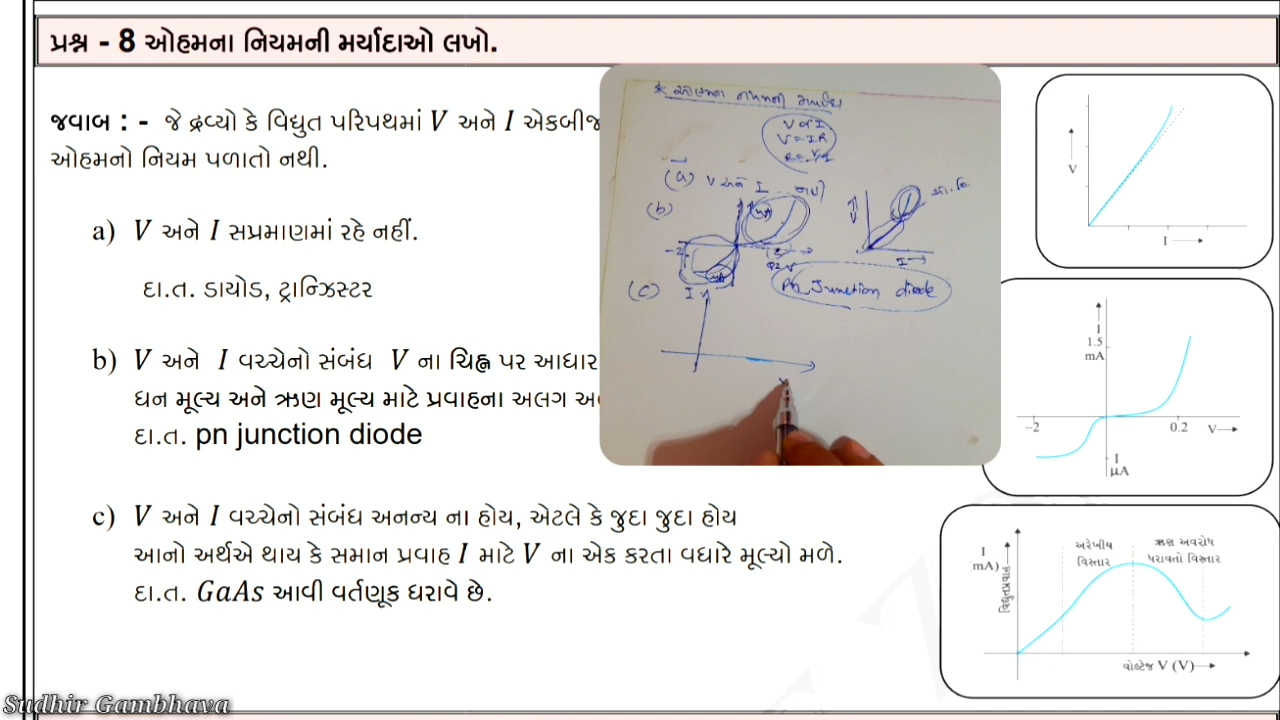 પ્રશ્ન - 8 ઓહમના નિયમની મર્યાદાઓ લખો.
જવાબ : - જે દ્રવ્યો કે વિદ્યુત પરિપથમાં V અને I એકબીજ
ઓહમનો નિયમ પળાતો નથી.
a) V અને I સપ્રમાણમાં રહે નહીં.
દા.ત. ડાયોડ, ટ્રાન્ઝિસ્ટર
b) V અને I વચ્ચેનો સંબંધ V ના ચિહ્ન પર આધાર
ધન મૂલ્ય અને ઋણ મૂલ્ય માટે પ્રવાહના અલગ અ
દા.ત. pn junction diode
c) V અને I વચ્ચેનો સંબંધ અનન્ય ના હોય, એટલે કે જુદા જુદા હોય
આનો અર્થએ થાય કે સમાન પ્રવાહ I માટે V ના એક કરતા વધારે મૂલ્યો મળે.
દા.ત. GaAs આવી વર્તણૂક ધરાવે છે.
V α I
V = IR
(a) V અને I
(b)
I →
(c) I
Pn Junction diode
V
I
I
1.5
mA
-2
0.2 V
I
μA
I
mA)
વિદ્યુતપ્રવાહ
અરેખીય
વિસ્તાર
ઋણ અવરોધ
ધરાવતો વિસ્તાર
વોલ્ટેજ V (V)
Sudhir Gambhava